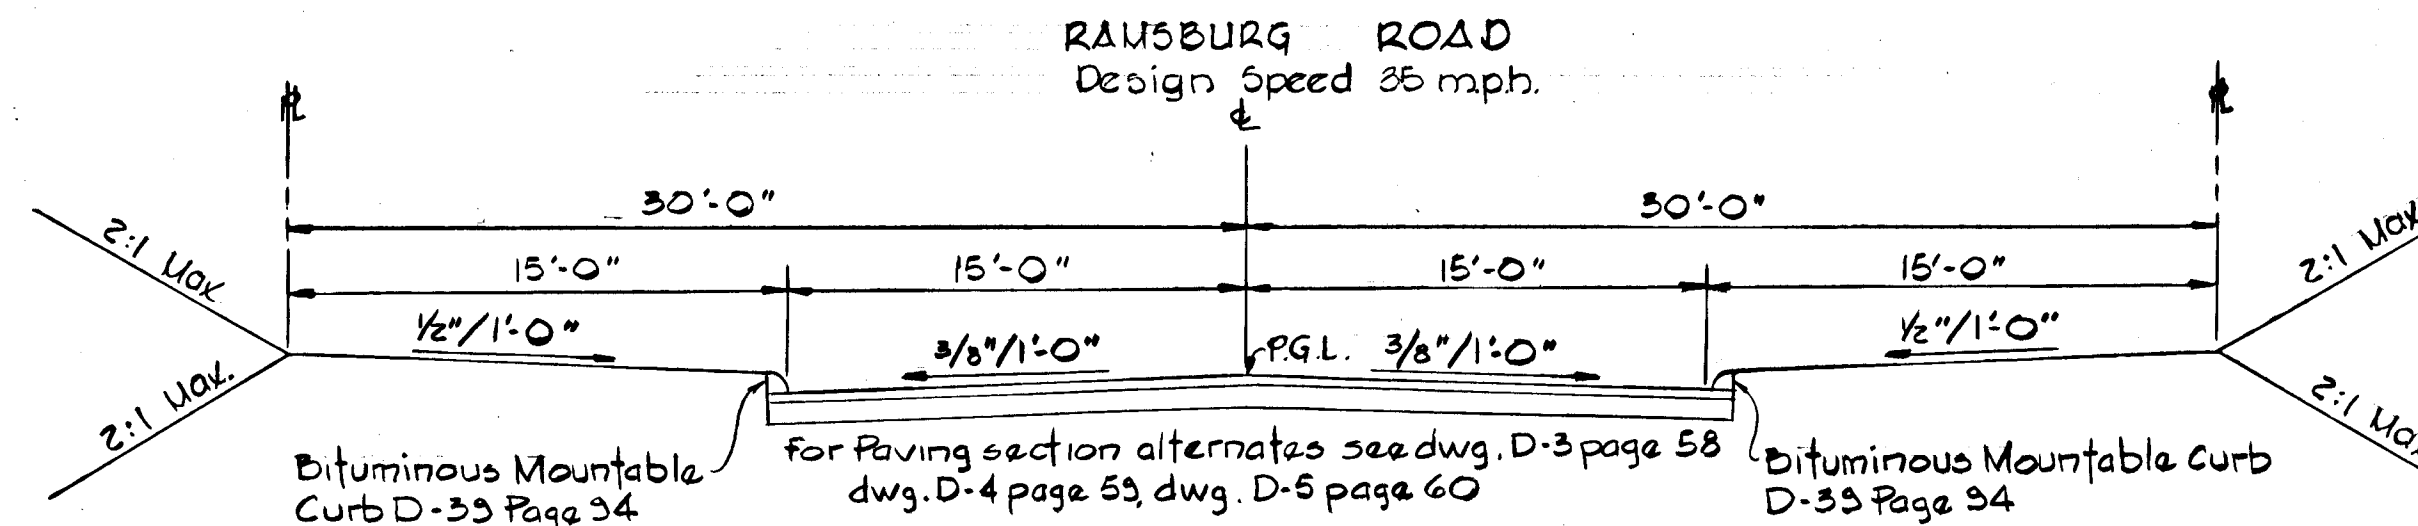 RAMSBURG ROAD
Design Speed 35 mph.
℄
30'-0" 30'-0"
15'-0" 15'-0" 15'-0" 15'-0"
2:1 Max. 2:1 Max
1/2"/1'-0" 3/8"/1'-0" P.G.L. 3/8"/1'-0" 1/2"/1'-0"
2:1 Max. 2:1 Max
Bituminous Mountable
Curb D-39 Page 94
For Paving section alternates see dwg. D-3 page 58
dwg. D-4 page 59, dwg. D-5 page 60
Bituminous Mountable Curb
D-39 Page 94